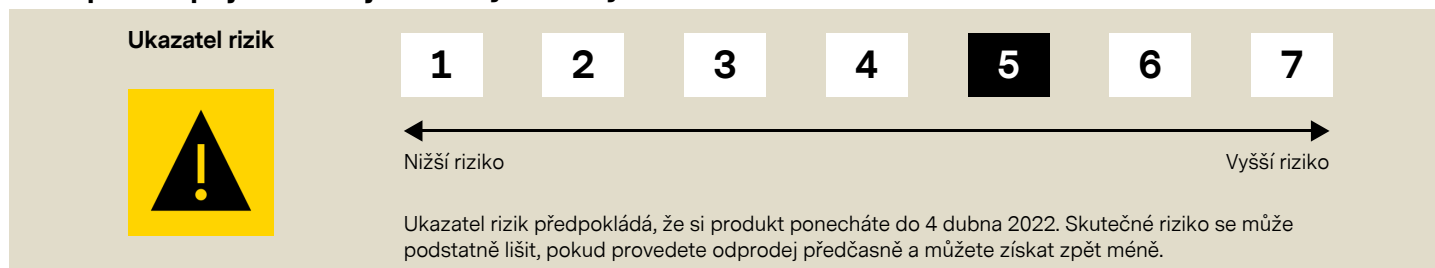 Ukazatel rizik
1 2 3 4 5 6 7
Nižší riziko Vyšší riziko
Ukazatel rizik předpokládá, že si produkt ponecháte do 4 dubna 2022. Skutečné riziko se může
podstatně lišit, pokud provedete odprodej předčasně a můžete získat zpět méně.